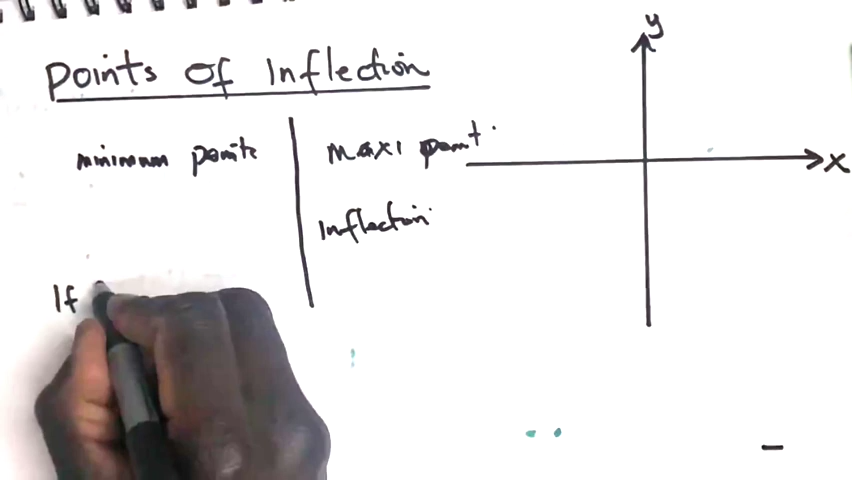 Points of Inflection
minimum points
maxi point.
Inflection.
If
y
x